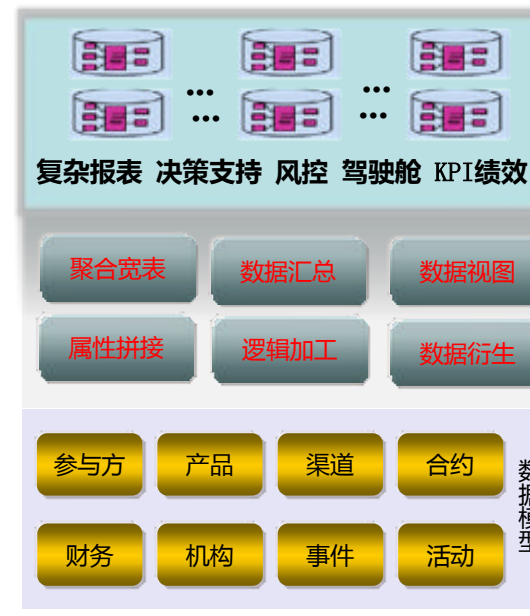 ... ...
... ...
复杂报表 决策支持 风控 驾驶舱 KPI绩效
聚合宽表 数据汇总 数据视图
属性拼接 逻辑加工 数据衍生
参与方 产品 渠道 合约
财务 机构 事件 活动
数据模型